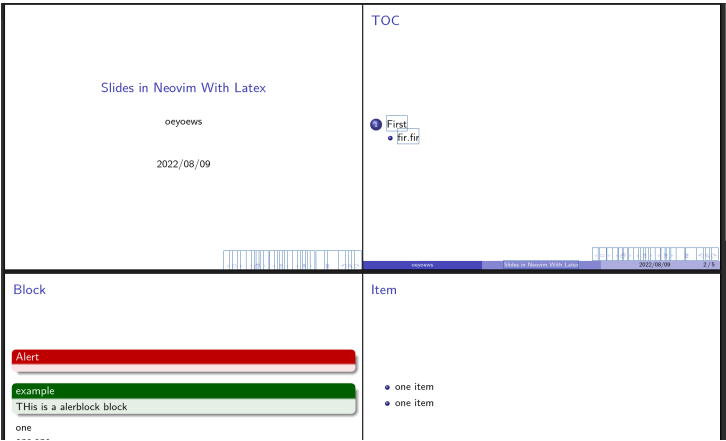 Slides in Neovim With Latex
oeyoews
2022/08/09
TOC
1 First
fir.fir
oeyoews Slides in Neovim With Latex 2022/08/09 2 / 5
Block
Alert
example
THis is a alerblock block
one
Item
one item
one item